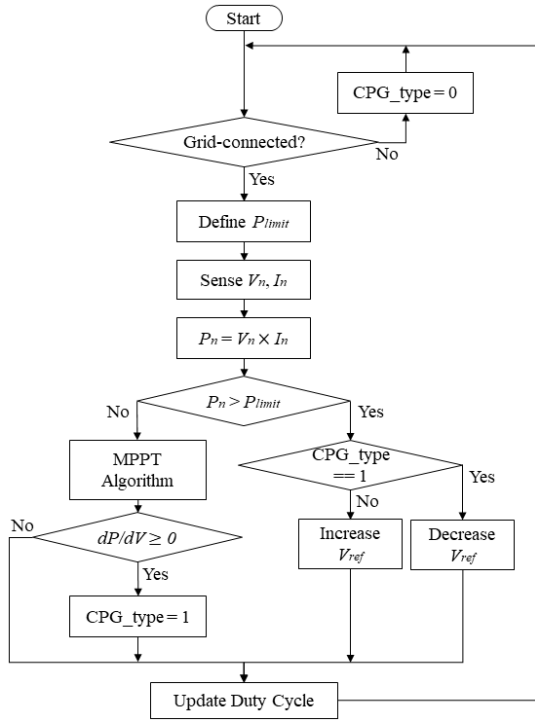 Start
CPG_type = 0
Grid-connected?
No
Yes
Define Plimit
Sense Vn, In
Pn = Vn × In
Pn > Plimit
No
Yes
MPPT
Algorithm
CPG_type
== 1
Yes
No
No
dP/dV ≥ 0
Increase
Vref
Decrease
Vref
Yes
CPG_type = 1
Update Duty Cycle